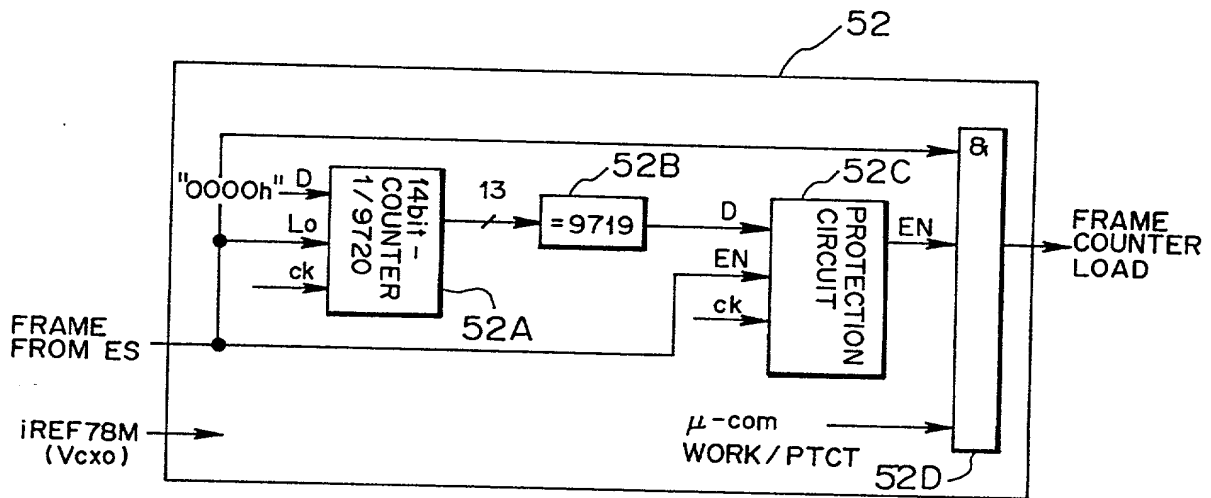 52
&
"0000h" D
14bit-
COUNTER
1/9720
13
52B
=9719
52C
D
PROTECTION
CIRCUIT
EN
FRAME
COUNTER
LOAD
Lo
EN
ck
52A
ck
FRAME
FROM ES
iREF78M
(Vcxo)
μ-com
WORK/PTCT
52D